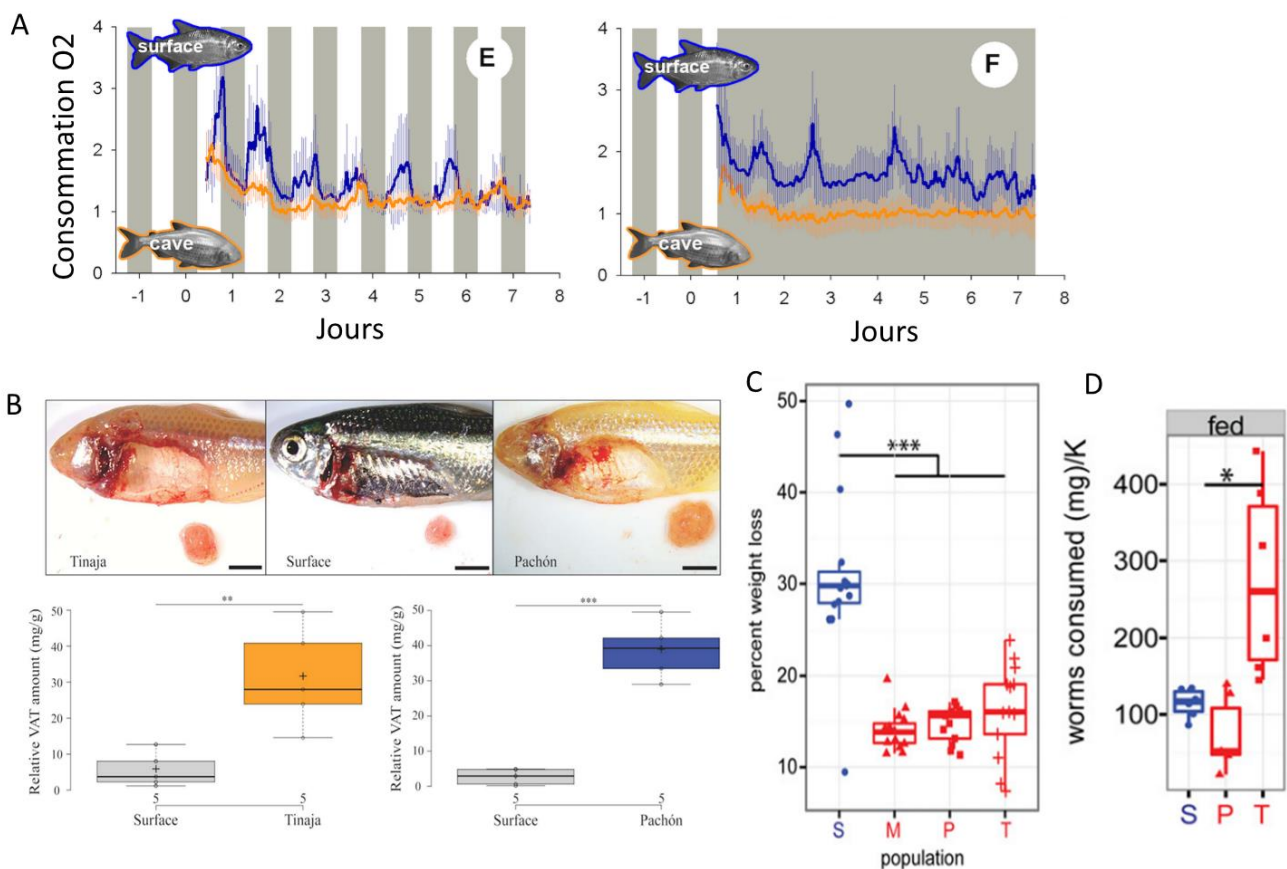 A
Consommation O2
4
3
2
1
0
surface
E
cave
-1 0 1 2 3 4 5 6 7 8
Jours
4
3
2
1
0
surface
F
cave
-1 0 1 2 3 4 5 6 7 8
Jours
B
Tinaja
Surface
Pachón
Relative VAT amount (mg/g)
50
40
30
20
10
0
**
5 5
Surface Tinaja
Relative VAT amount (mg/g)
50
40
30
20
10
0
***
5 5
Surface Pachón
C
percent weight loss
50
40
30
20
10
***
S M P T
population
D
worms consumed (mg)/K
fed
400
300
200
100
*
S P T